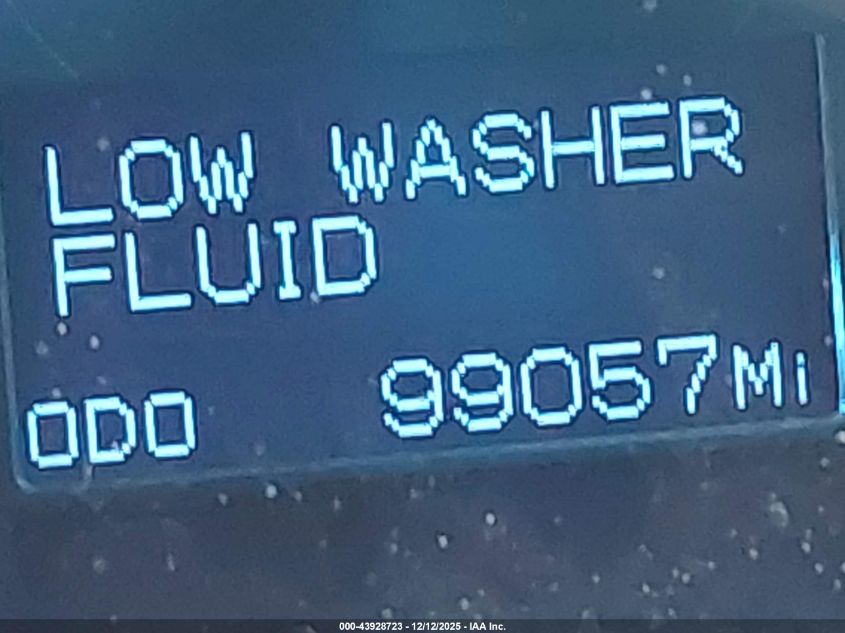 LOW WASHER
FLUID
ODO 99057Mi
000-43928723 - 12/12/2025 - IAA Inc.